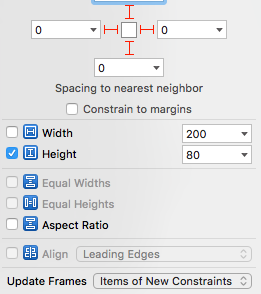 0 0
0
Spacing to nearest neighbor
Constrain to margins
Width 200
Height 80
Equal Widths
Equal Heights
Aspect Ratio
Align Leading Edges
Update Frames Items of New Constraints